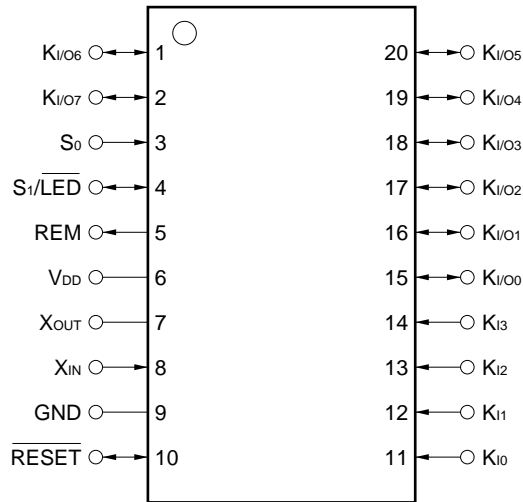 KI/O6 1 20 KI/O5
KI/O7 2 19 KI/O4
S0 3 18 KI/O3
S1/LED 4 17 KI/O2
REM 5 16 KI/O1
VDD 6 15 KI/O0
XOUT 7 14 KI3
XIN 8 13 KI2
GND 9 12 KI1
RESET 10 11 KI0